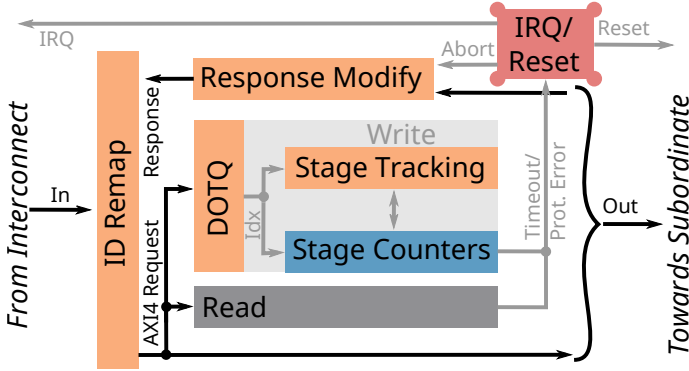 IRQ
IRQ/
Reset
Reset
Abort
Response Modify
From Interconnect
In
ID Remap
Response
AXI4 Request
DOTQ
Write
Idx
Stage Tracking
Stage Counters
Read
Timeout/
Prot. Error
Out
Towards Subordinate